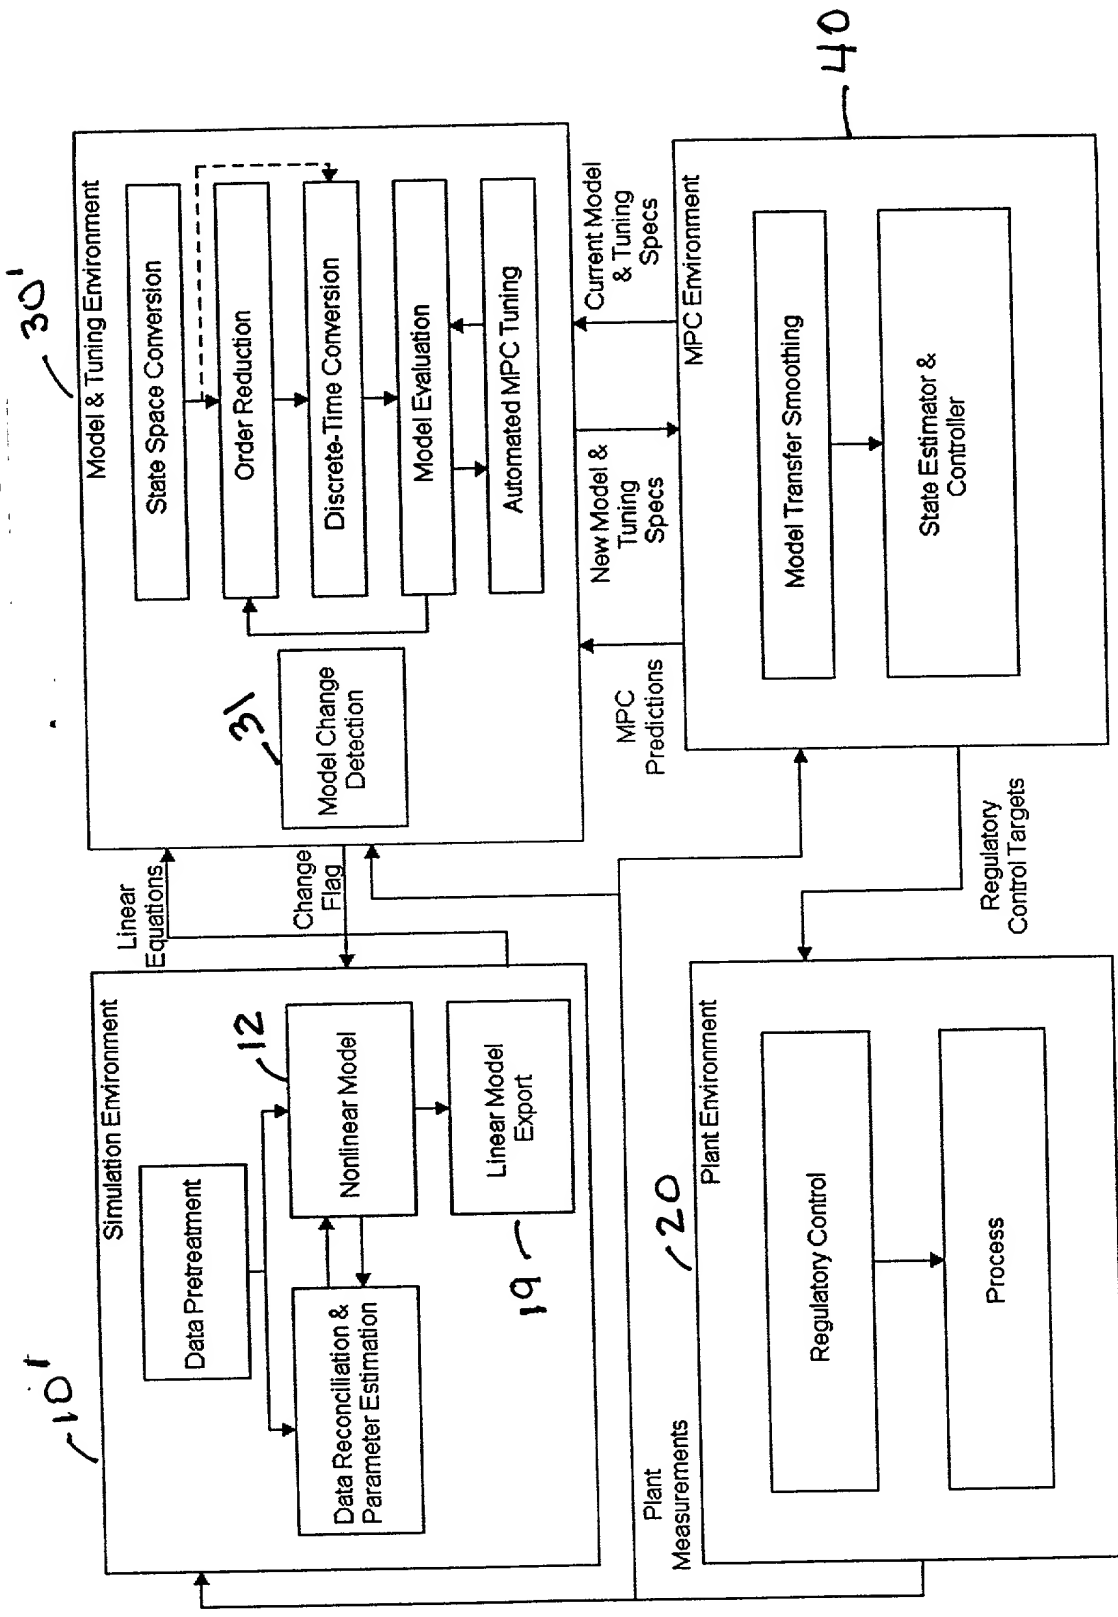 10'
Simulation Environment
Data Pretreatment
Data Reconciliation &
Parameter Estimation
12
Nonlinear Model
19
Linear Model
Export
Linear
Equations
Change
Flag
30'
Model & Tuning Environment
31
Model Change
Detection
State Space Conversion
Order Reduction
Discrete-Time Conversion
Model Evaluation
Automated MPC Tuning
Plant
Measurements
20
Plant Environment
Regulatory Control
Process
Regulatory
Control Targets
MPC
Predictions
New Model &
Tuning
Specs
Current Model
& Tuning
Specs
MPC Environment
40
Model Transfer Smoothing
State Estimator &
Controller